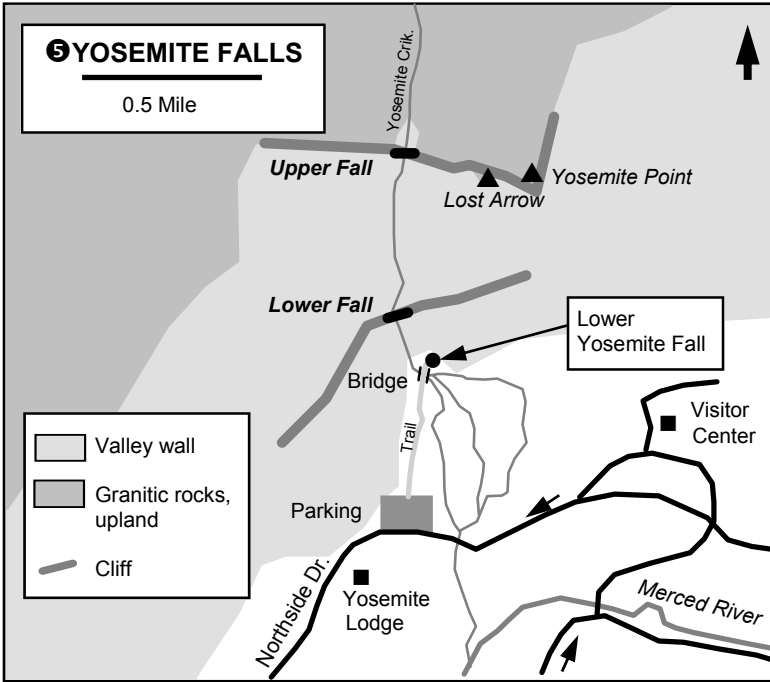 ❺YOSEMITE FALLS
0.5 Mile
Yosemite Crik.
Upper Fall
Lost Arrow
Yosemite Point
Lower Fall
Lower
Yosemite Fall
Bridge
Trail
Visitor
Center
Valley wall
Granitic rocks,
upland
Cliff
Parking
Northside Dr.
Yosemite
Lodge
Merced River